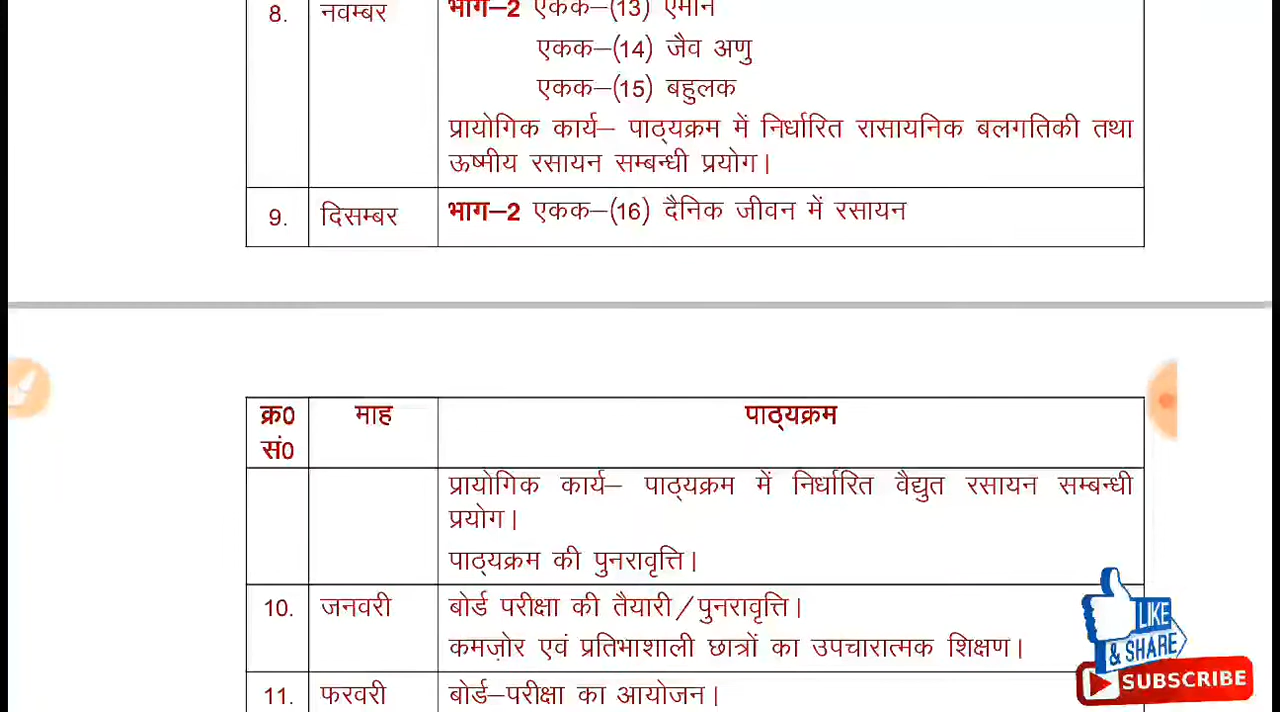 8. नवम्बर भाग–2 एकक–(13) एमीन
एकक–(14) जैव अणु
एकक–(15) बहुलक
प्रायोगिक कार्य– पाठ्यक्रम में निर्धारित रासायनिक बलगतिकी तथा
ऊष्मीय रसायन सम्बन्धी प्रयोग।
9. दिसम्बर भाग–2 एकक–(16) दैनिक जीवन में रसायन
क्र0 माह पाठ्यक्रम
सं0
प्रायोगिक कार्य– पाठ्यक्रम में निर्धारित वैद्युत रसायन सम्बन्धी
प्रयोग।
पाठ्यक्रम की पुनरावृत्ति।
10. जनवरी बोर्ड परीक्षा की तैयारी/पुनरावृत्ति।
कमज़ोर एवं प्रतिभाशाली छात्रों का उपचारात्मक शिक्षण।
11. फरवरी बोर्ड–परीक्षा का आयोजन।
LIKE
& SHARE
SUBSCRIBE